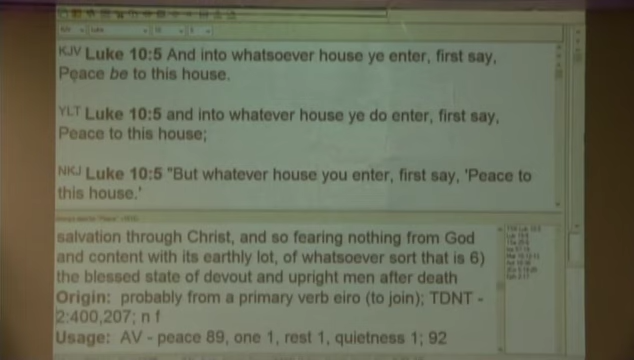 KJV Luke 10:5 And into whatsoever house ye enter, first say,
Peace be to this house.
YLT Luke 10:5 and into whatever house ye do enter, first say,
Peace to this house;
NKJ Luke 10:5 "But whatever house you enter, first say, 'Peace to
this house.'
salvation through Christ, and so fearing nothing from God
and content with its earthly lot, of whatsoever sort that is 6)
the blessed state of devout and upright men after death
Origin: probably from a primary verb eiro (to join); TDNT -
2:400,207; n f
Usage: AV - peace 89, one 1, rest 1, quietness 1; 92